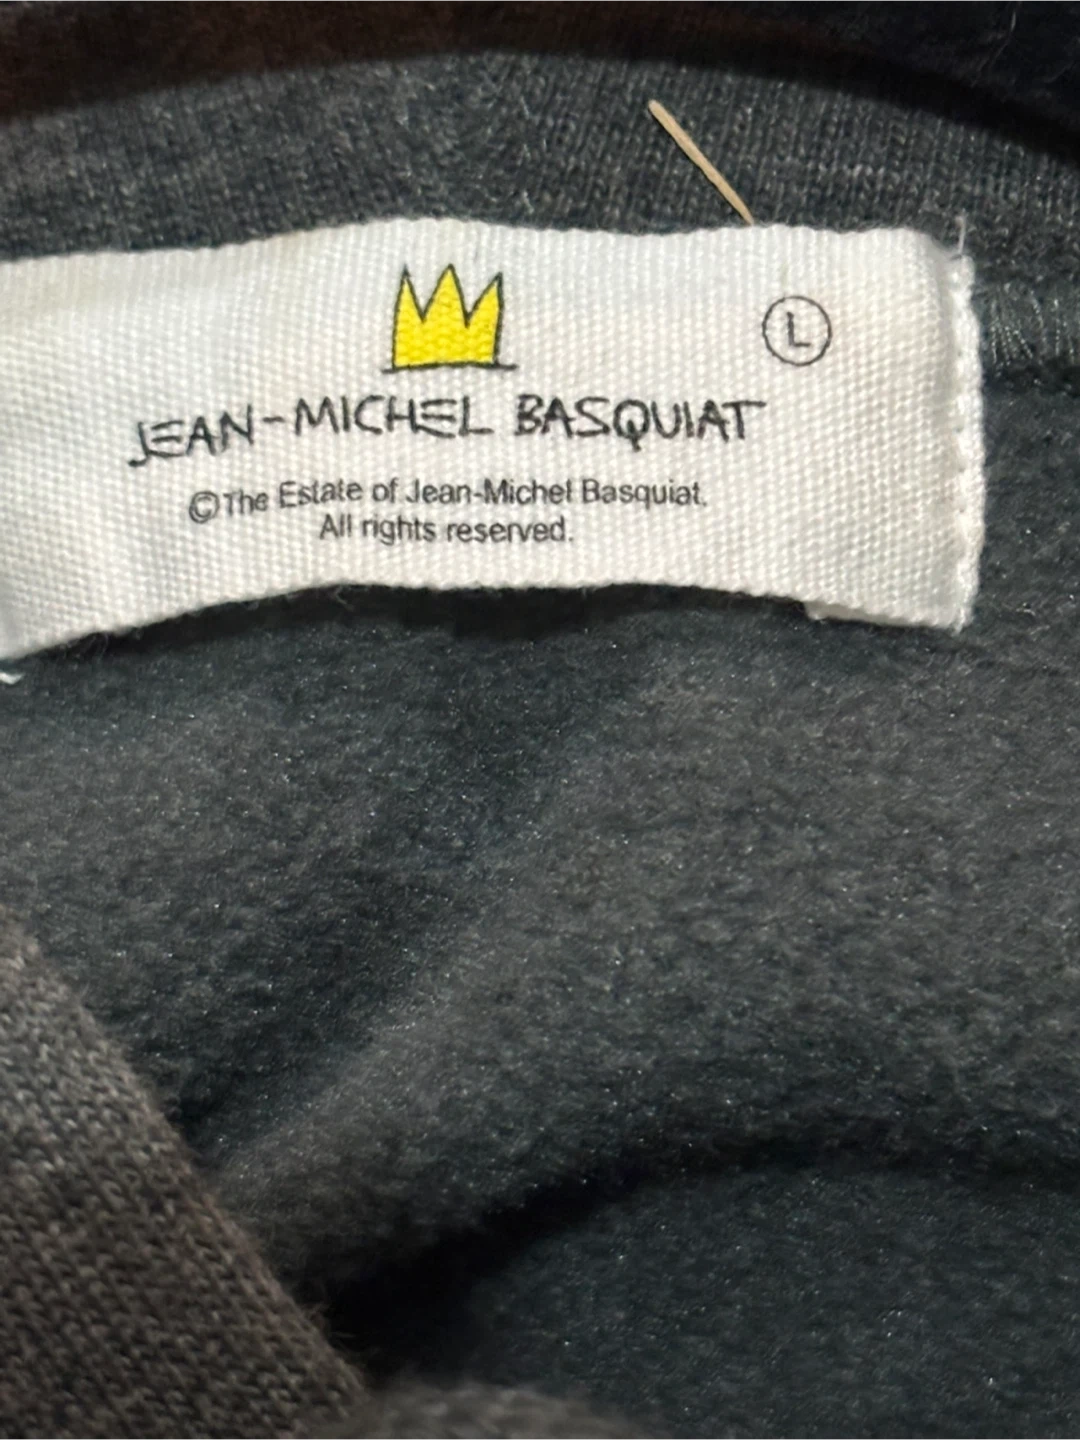 L
JEAN-MICHEL BASQUIAT
©The Estate of Jean-Michel Basquiat.
All rights reserved.